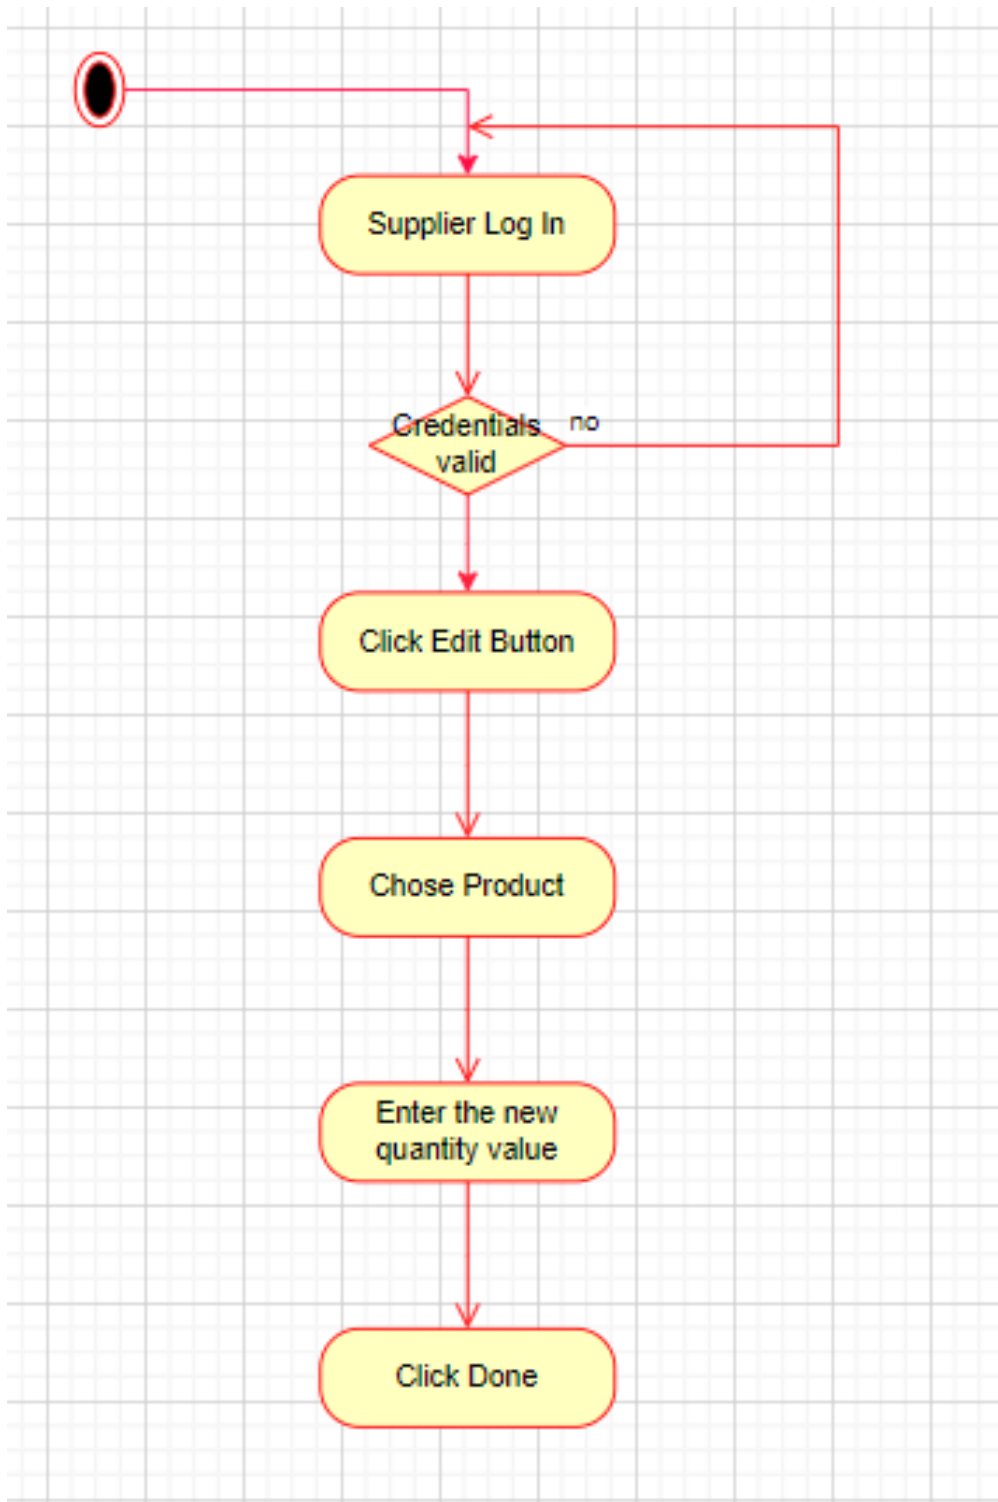 Supplier Log In
Credentials
valid
no
Click Edit Button
Chose Product
Enter the new
quantity value
Click Done